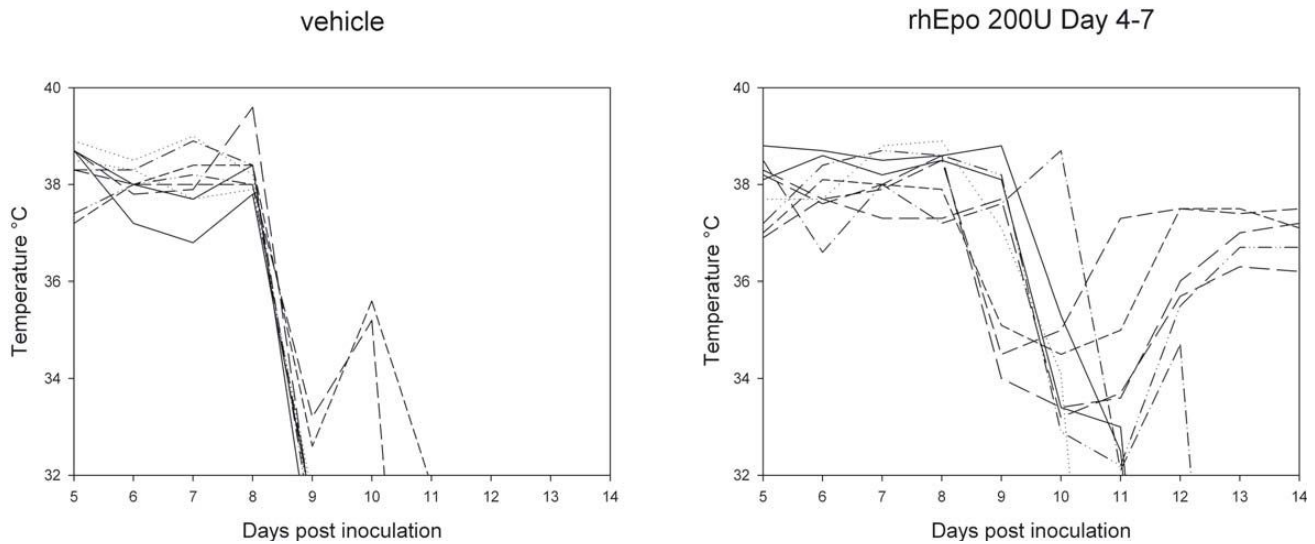 vehicle
rhEpo 200U Day 4-7
40
38
36
34
32
Temperature °C
5 6 7 8 9 10 11 12 13 14
Days post inoculation
40
38
36
34
32
Temperature °C
5 6 7 8 9 10 11 12 13 14
Days post inoculation